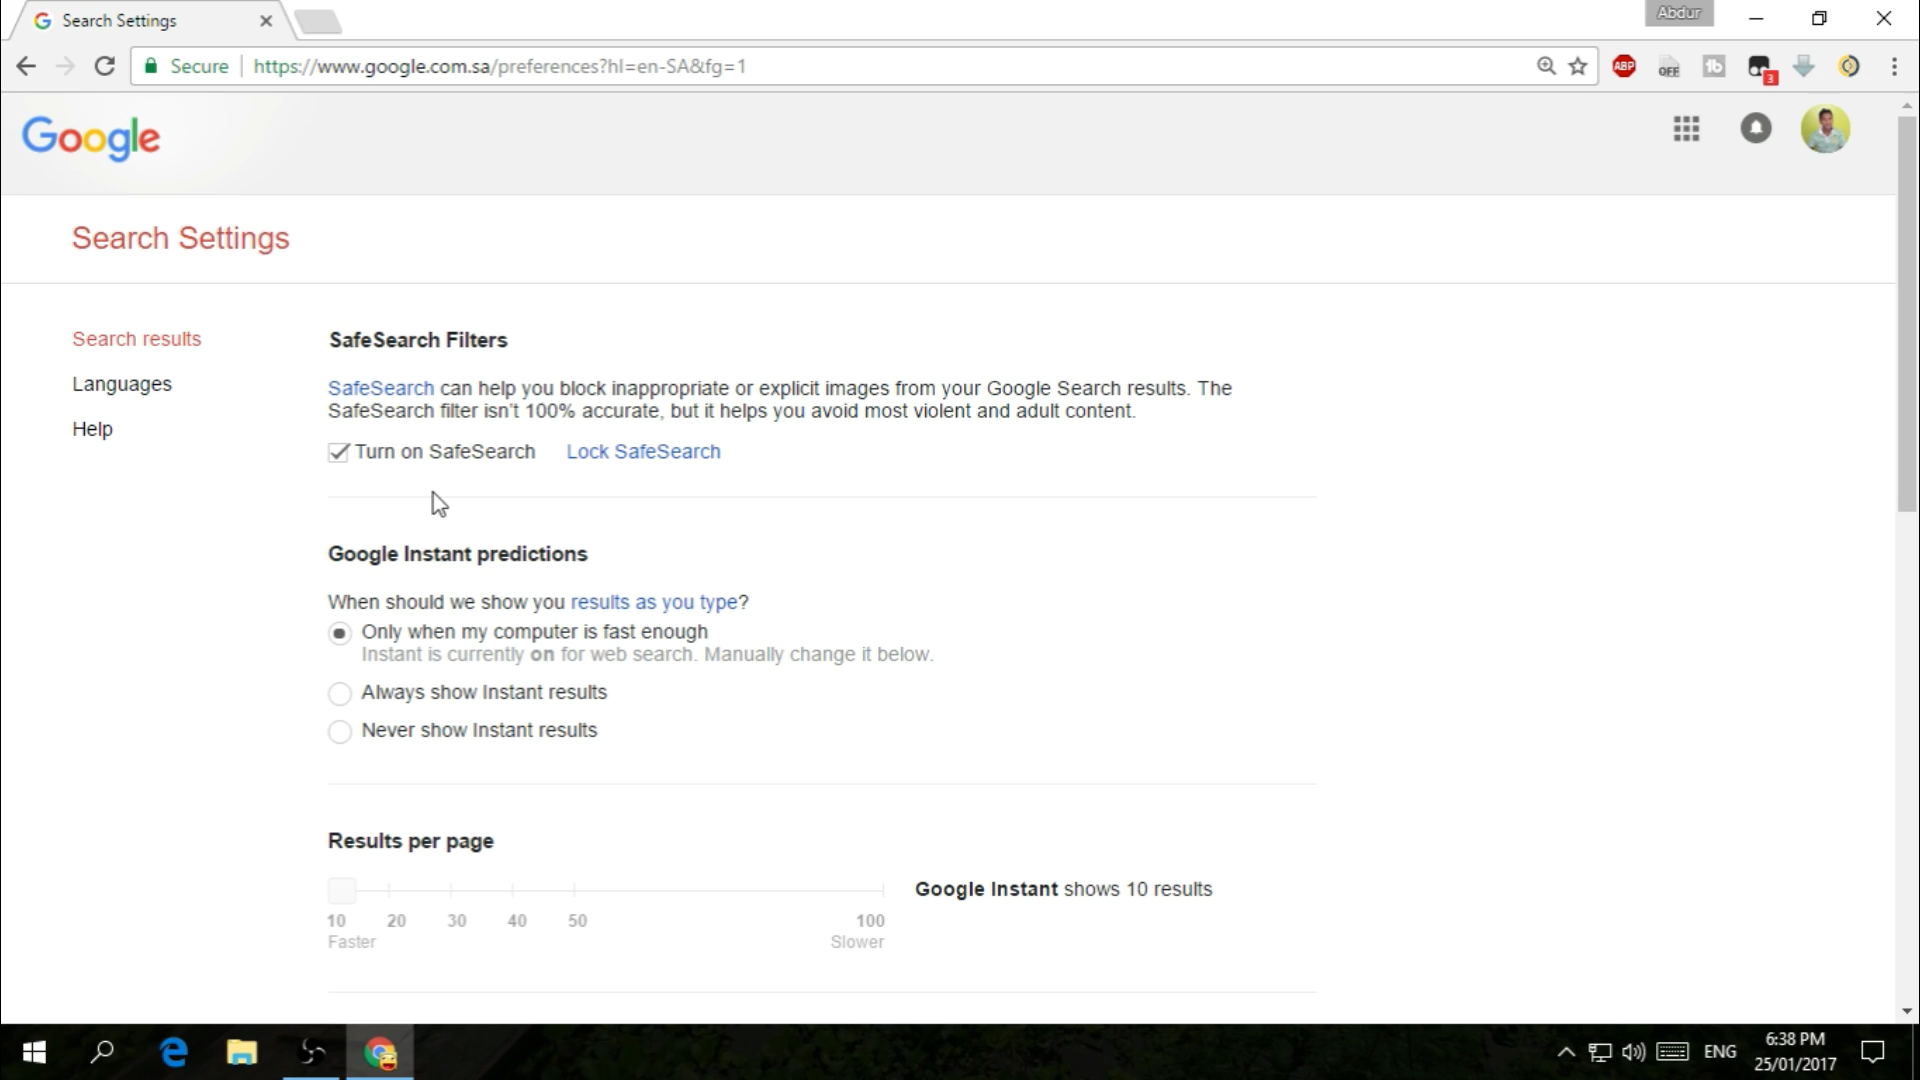 Search Settings
Abdur
Secure
https://www.google.com.sa/preferences?hl=en-SA&fg=1
ABP
OFF
3
Google
Search Settings
Search results
Languages
Help
SafeSearch Filters
SafeSearch can help you block inappropriate or explicit images from your Google Search results. The
SafeSearch filter isn't 100% accurate, but it helps you avoid most violent and adult content.
Turn on SafeSearch Lock SafeSearch
Google Instant predictions
When should we show you results as you type?
Only when my computer is fast enough
Instant is currently on for web search. Manually change it below.
Always show Instant results
Never show Instant results
Results per page
Google Instant shows 10 results
10 20 30 40 50 100
Faster Slower
ENG
6:38 PM
25/01/2017